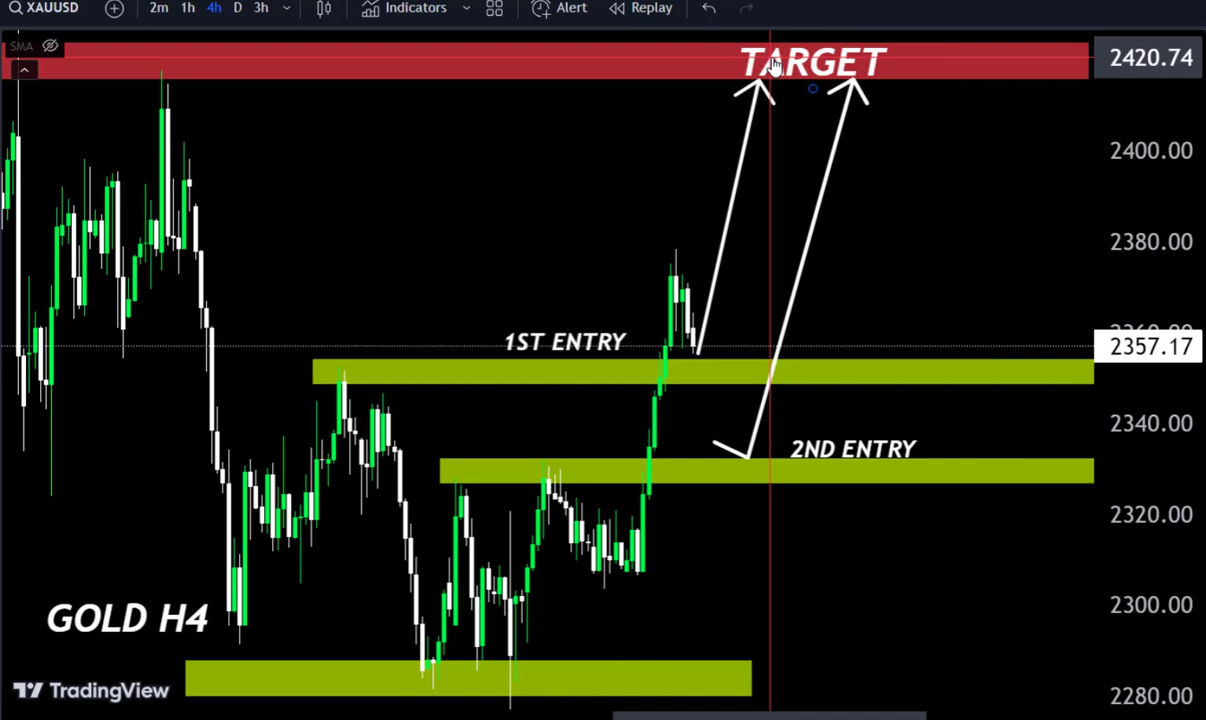 XAUUSD 2m 1h 4h D 3h Indicators Alert Replay
SMA
TARGET
2420.74
2400.00
2380.00
1ST ENTRY
2357.17
2340.00
2ND ENTRY
2320.00
GOLD H4
2300.00
TradingView
2280.00